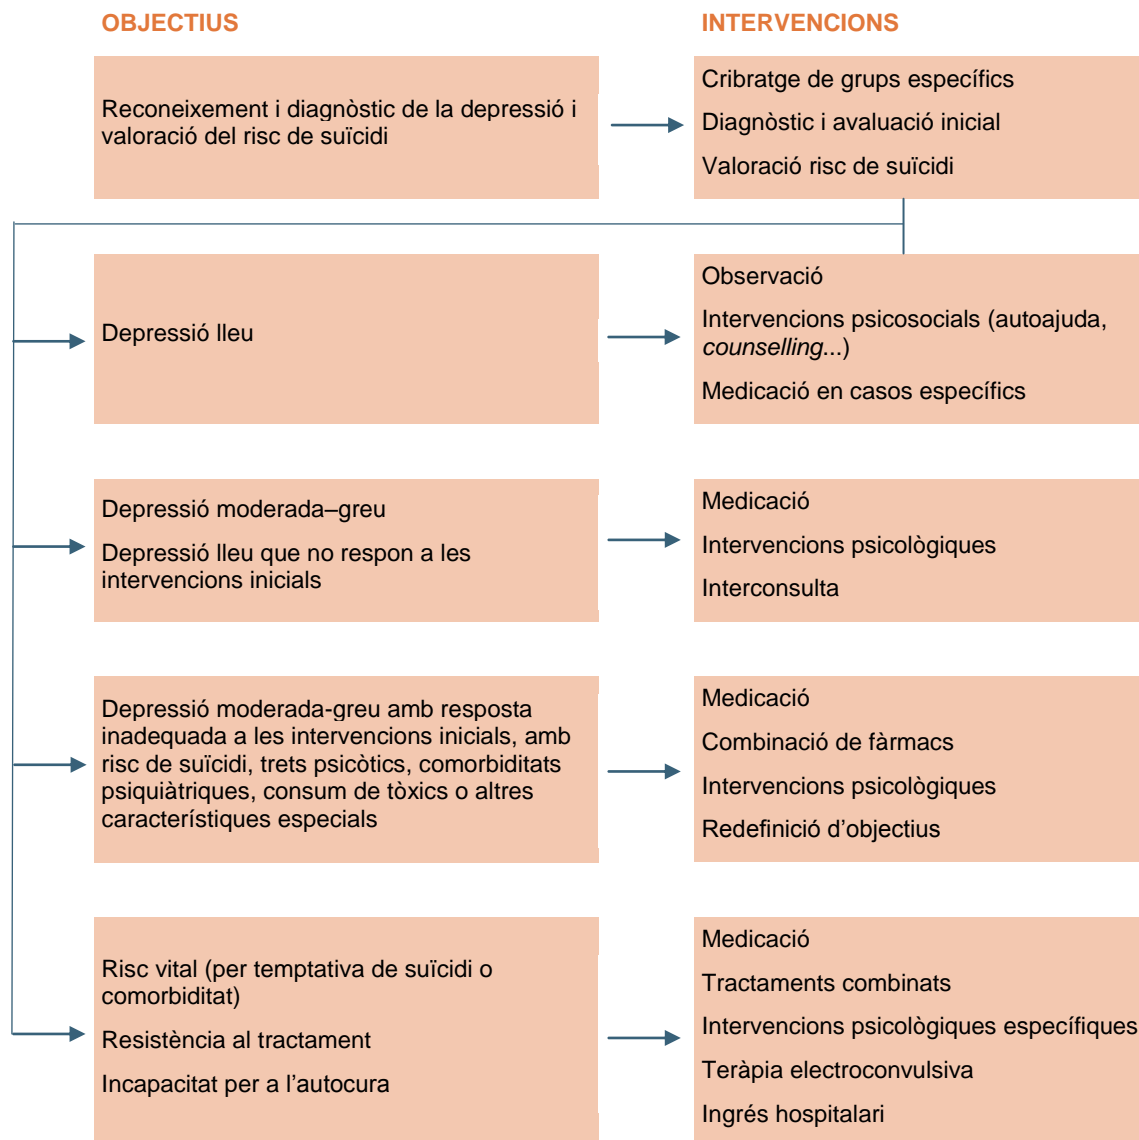 OBJECTIUS
INTERVENCIONS
Reconeixement i diagnòstic de la depressió i
valoració del risc de suïcidi
Cribratge de grups específics
Diagnòstic i avaluació inicial
Valoració risc de suïcidi
Depressió lleu
Observació
Intervencions psicosocials (autoajuda,
counselling...)
Medicació en casos específics
Depressió moderada–greu
Depressió lleu que no respon a les
intervencions inicials
Medicació
Intervencions psicològiques
Interconsulta
Depressió moderada-greu amb resposta
inadequada a les intervencions inicials, amb
risc de suïcidi, trets psicòtics, comorbiditats
psiquiàtriques, consum de tòxics o altres
característiques especials
Medicació
Combinació de fàrmacs
Intervencions psicològiques
Redefinició d’objectius
Risc vital (per temptativa de suïcidi o
comorbiditat)
Resistència al tractament
Incapacitat per a l’autocura
Medicació
Tractaments combinats
Intervencions psicològiques específiques
Teràpia electroconvulsiva
Ingrés hospitalari